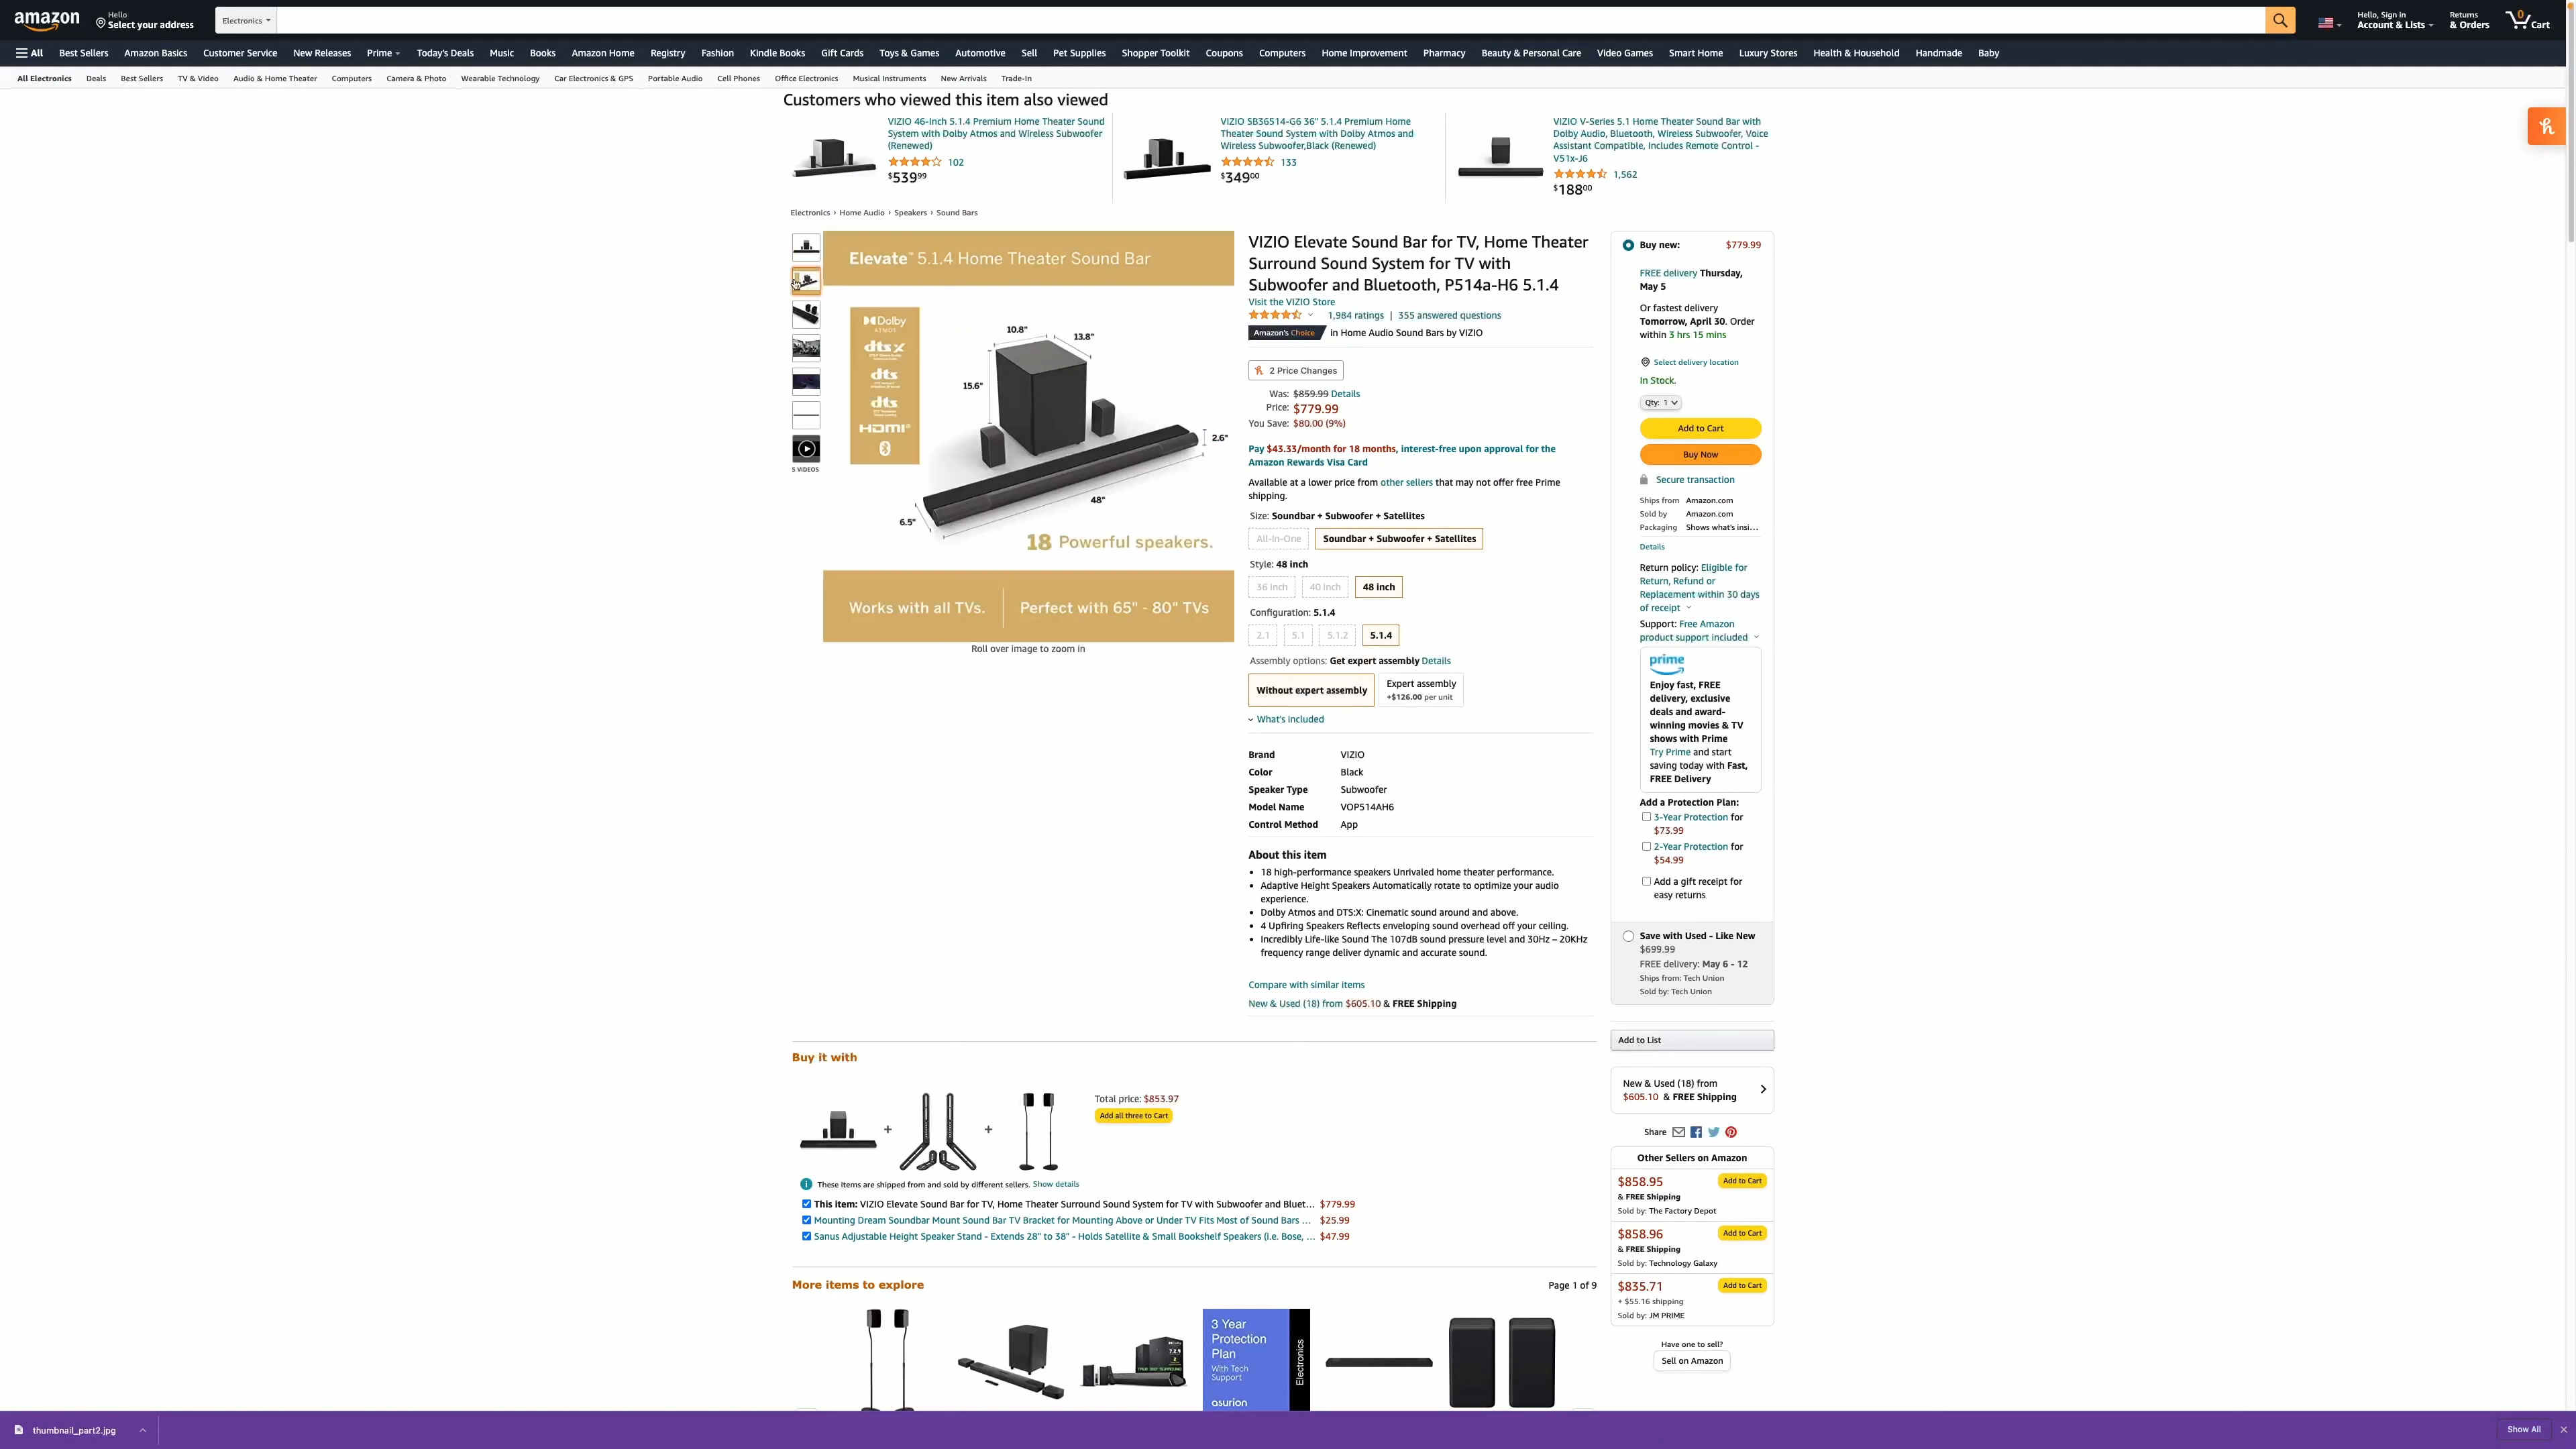 amazon
Hello
Select your address
Electronics
Hello, Sign in
Account & Lists
Returns
& Orders
0
Cart
All
Best Sellers
Amazon Basics
Customer Service
New Releases
Prime
Today's Deals
Music
Books
Amazon Home
Registry
Fashion
Kindle Books
Gift Cards
Toys & Games
Automotive
Sell
Pet Supplies
Shopper Toolkit
Coupons
Computers
Home Improvement
Pharmacy
Beauty & Personal Care
Video Games
Smart Home
Luxury Stores
Health & Household
Handmade
Baby
All Electronics
Deals
Best Sellers
TV & Video
Audio & Home Theater
Computers
Camera & Photo
Wearable Technology
Car Electronics & GPS
Portable Audio
Cell Phones
Office Electronics
Musical Instruments
New Arrivals
Trade-In
Customers who viewed this item also viewed
VIZIO 46-Inch 5.1.4 Premium Home Theater Sound
System with Dolby Atmos and Wireless Subwoofer
(Renewed)
102
$539⁹⁹
VIZIO SB36514-G6 36" 5.1.4 Premium Home
Theater Sound System with Dolby Atmos and
Wireless Subwoofer,Black (Renewed)
133
$349⁰⁰
VIZIO V-Series 5.1 Home Theater Sound Bar with
Dolby Audio, Bluetooth, Wireless Subwoofer, Voice
Assistant Compatible, Includes Remote Control -
V51x-J6
1,562
$188⁰⁰
Electronics › Home Audio › Speakers › Sound Bars
5 VIDEOS
Elevate™ 5.1.4 Home Theater Sound Bar
Dolby
ATMOS
dts X
dts
dts
HDMI®
10.8"
13.8"
15.6"
2.6"
48"
6.5"
18 Powerful speakers.
Works with all TVs.
Perfect with 65" - 80" TVs
Roll over image to zoom in
VIZIO Elevate Sound Bar for TV, Home Theater
Surround Sound System for TV with
Subwoofer and Bluetooth, P514a-H6 5.1.4
Visit the VIZIO Store
1,984 ratings | 355 answered questions
Amazon's Choice in Home Audio Sound Bars by VIZIO
2 Price Changes
Was: $859.99 Details
Price: $779.99
You Save: $80.00 (9%)
Pay $43.33/month for 18 months, interest-free upon approval for the
Amazon Rewards Visa Card
Available at a lower price from other sellers that may not offer free Prime
shipping.
Size: Soundbar + Subwoofer + Satellites
All-In-One
Soundbar + Subwoofer + Satellites
Style: 48 inch
36 inch
40 inch
48 inch
Configuration: 5.1.4
2.1
5.1
5.1.2
5.1.4
Assembly options: Get expert assembly Details
Without expert assembly
Expert assembly
+$126.00 per unit
What's included
Brand VIZIO
Color Black
Speaker Type Subwoofer
Model Name VOP514AH6
Control Method App
About this item
• 18 high-performance speakers Unrivaled home theater performance.
• Adaptive Height Speakers Automatically rotate to optimize your audio
experience.
• Dolby Atmos and DTS:X: Cinematic sound around and above.
• 4 Upfiring Speakers Reflects enveloping sound overhead off your ceiling.
• Incredibly Life-like Sound The 107dB sound pressure level and 30Hz – 20KHz
frequency range deliver dynamic and accurate sound.
Compare with similar items
New & Used (18) from $605.10 & FREE Shipping
Buy new: $779.99
FREE delivery Thursday,
May 5
Or fastest delivery
Tomorrow, April 30. Order
within 3 hrs 15 mins
Select delivery location
In Stock.
Qty: 1
Add to Cart
Buy Now
Secure transaction
Ships from Amazon.com
Sold by Amazon.com
Packaging Shows what's insi...
Details
Return policy: Eligible for
Return, Refund or
Replacement within 30 days
of receipt
Support: Free Amazon
product support included
prime
Enjoy fast, FREE
delivery, exclusive
deals and award-
winning movies & TV
shows with Prime
Try Prime and start
saving today with Fast,
FREE Delivery
Add a Protection Plan:
3-Year Protection for
$73.99
2-Year Protection for
$54.99
Add a gift receipt for
easy returns
Save with Used - Like New
$699.99
FREE delivery: May 6 - 12
Ships from: Tech Union
Sold by: Tech Union
Add to List
New & Used (18) from
$605.10 & FREE Shipping
Share
Other Sellers on Amazon
$858.95
Add to Cart
& FREE Shipping
Sold by: The Factory Depot
$858.96
Add to Cart
& FREE Shipping
Sold by: Technology Galaxy
$835.71
Add to Cart
+ $55.16 shipping
Sold by: JM PRIME
Have one to sell?
Sell on Amazon
Buy it with
+
+
Total price: $853.97
Add all three to Cart
These items are shipped from and sold by different sellers. Show details
This item: VIZIO Elevate Sound Bar for TV, Home Theater Surround Sound System for TV with Subwoofer and Bluet... $779.99
Mounting Dream Soundbar Mount Sound Bar TV Bracket for Mounting Above or Under TV Fits Most of Sound Bars ... $25.99
Sanus Adjustable Height Speaker Stand - Extends 28" to 38" - Holds Satellite & Small Bookshelf Speakers (i.e. Bose, ... $47.99
More items to explore
Page 1 of 9
3 Year
Protection
Plan
With Tech
Support
asurion
Electronics
thumbnail_part2.jpg
Show All